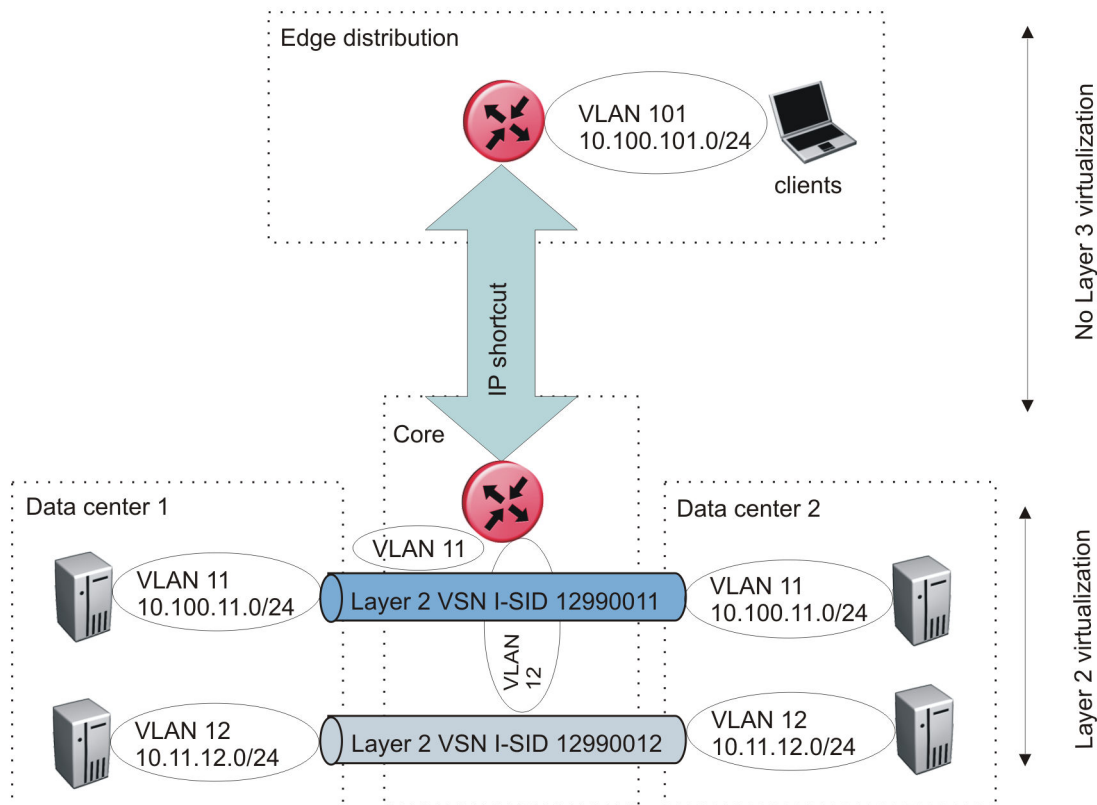 Edge distribution
VLAN 101
10.100.101.0/24
clients
No Layer 3 virtualization
IP shortcut
Core
Data center 1
Data center 2
VLAN 11
VLAN 11
10.100.11.0/24
Layer 2 VSN I-SID 12990011
VLAN 11
10.100.11.0/24
VLAN
12
VLAN 12
10.11.12.0/24
Layer 2 VSN I-SID 12990012
VLAN 12
10.11.12.0/24
Layer 2 virtualization